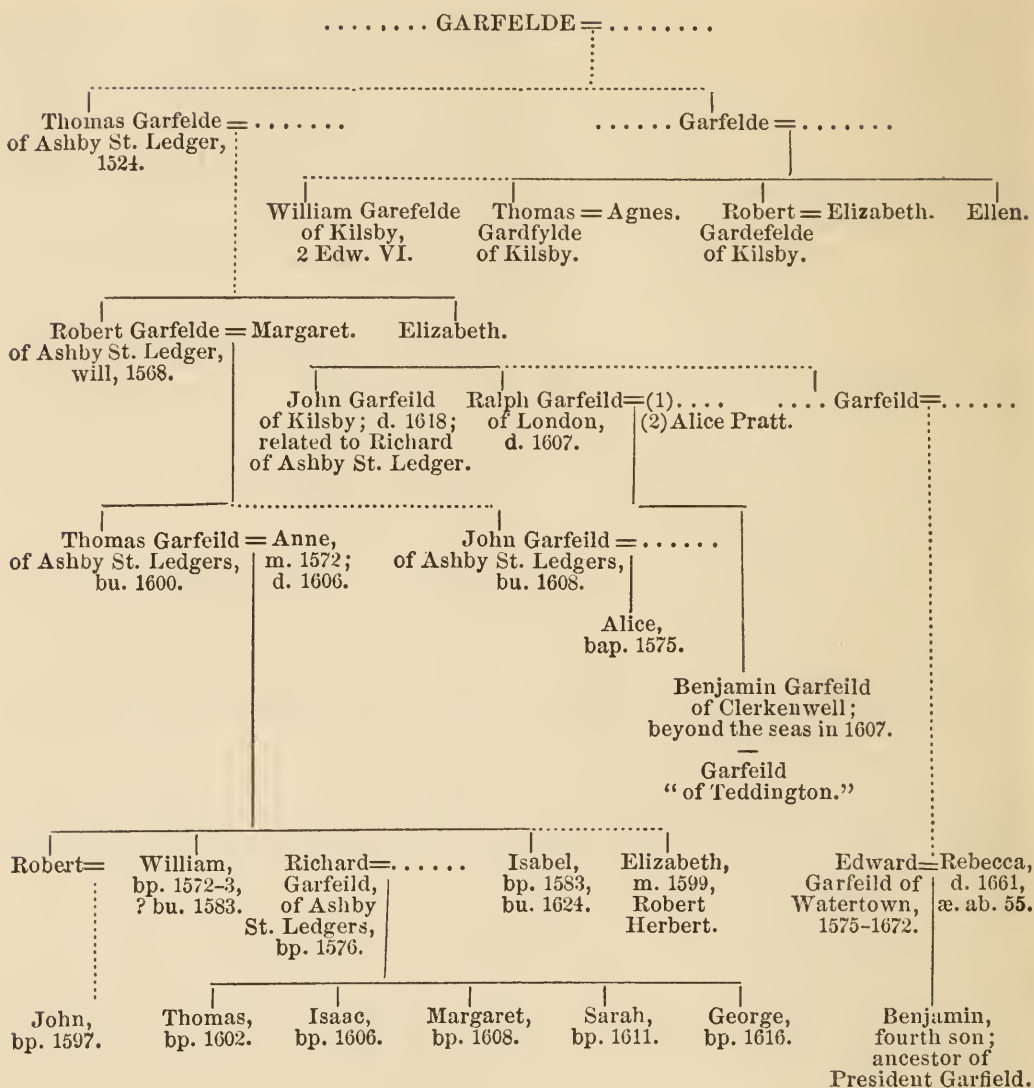 ........ GARFELDE = ........
Thomas Garfelde = .......
of Ashby St. Ledger,
1524.
...... Garfelde = .......
William Garefelde
of Kilsby,
2 Edw. VI.
Thomas = Agnes.
Gardfylde
of Kilsby.
Robert = Elizabeth.
Gardefelde
of Kilsby.
Ellen.
Robert Garfelde = Margaret.
of Ashby St. Ledger,
will, 1568.
Elizabeth.
John Garfeild
of Kilsby; d. 1618;
related to Richard
of Ashby St. Ledger.
Ralph Garfeild=(1)....
of London,
d. 1607.
(2) Alice Pratt.
.... Garfeild=......
Thomas Garfeild = Anne,
of Ashby St. Ledgers,
bu. 1600.
m. 1572;
d. 1606.
John Garfeild = ......
of Ashby St. Ledgers,
bu. 1608.
Alice,
bap. 1575.
Benjamin Garfeild
of Clerkenwell;
beyond the seas in 1607.
—
Garfeild
“of Teddington.”
Robert=
William,
bp. 1572-3,
? bu. 1583.
Richard= ......
Garfeild,
of Ashby
St. Ledgers,
bp. 1576.
Isabel,
bp. 1583,
bu. 1624.
Elizabeth,
m. 1599,
Robert
Herbert.
Edward=Rebecca,
Garfeild of
Watertown,
1575-1672.
d. 1661,
æ. ab. 55.
John,
bp. 1597.
Thomas,
bp. 1602.
Isaac,
bp. 1606.
Margaret,
bp. 1608.
Sarah,
bp. 1611.
George,
bp. 1616.
Benjamin,
fourth son;
ancestor of
President Garfield.